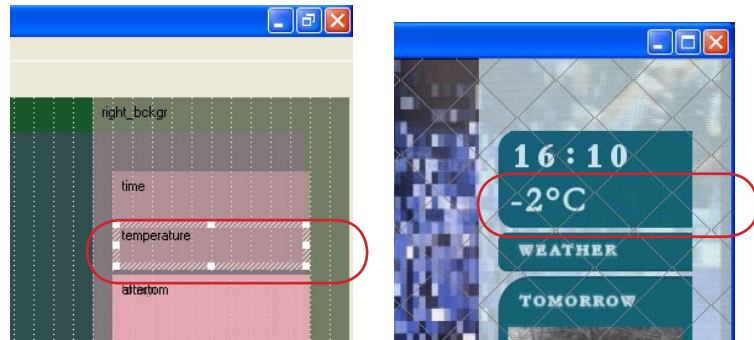 right_bckgr
time
temperature
16:10
-2°C
WEATHER
TOMORROW